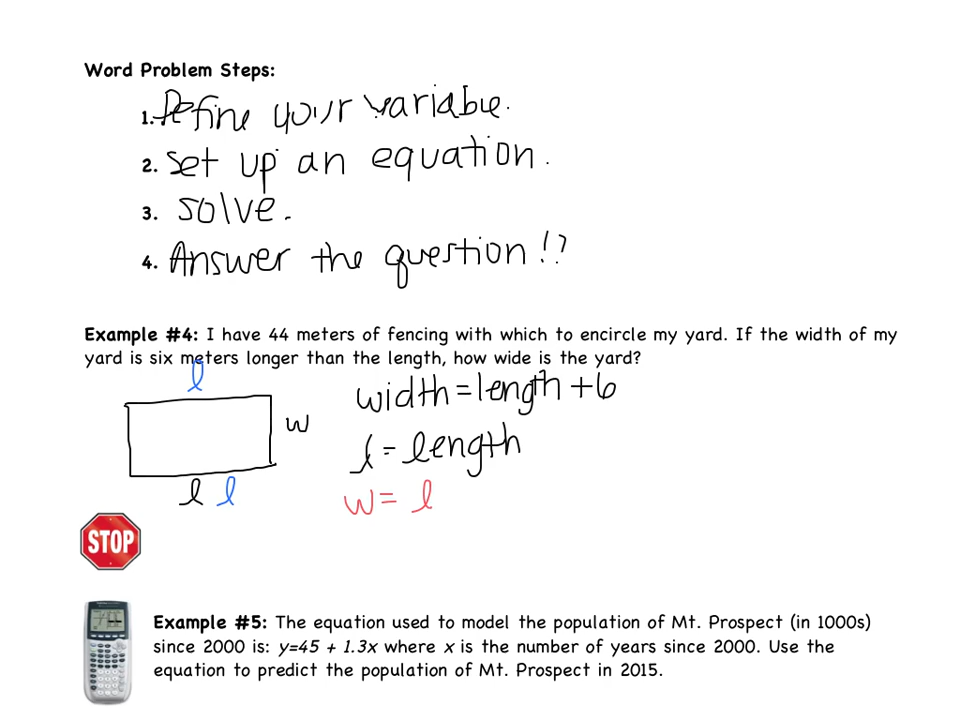 Word Problem Steps:
1. Define your variable.
2. set up an equation.
3. solve.
4. Answer the question!?
Example #4: I have 44 meters of fencing with which to encircle my yard. If the width of my
yard is six meters longer than the length, how wide is the yard?
l
width = length + 6
w
l = length
l l
w = l
STOP
Example #5: The equation used to model the population of Mt. Prospect (in 1000s)
since 2000 is: y=45 + 1.3x where x is the number of years since 2000. Use the
equation to predict the population of Mt. Prospect in 2015.